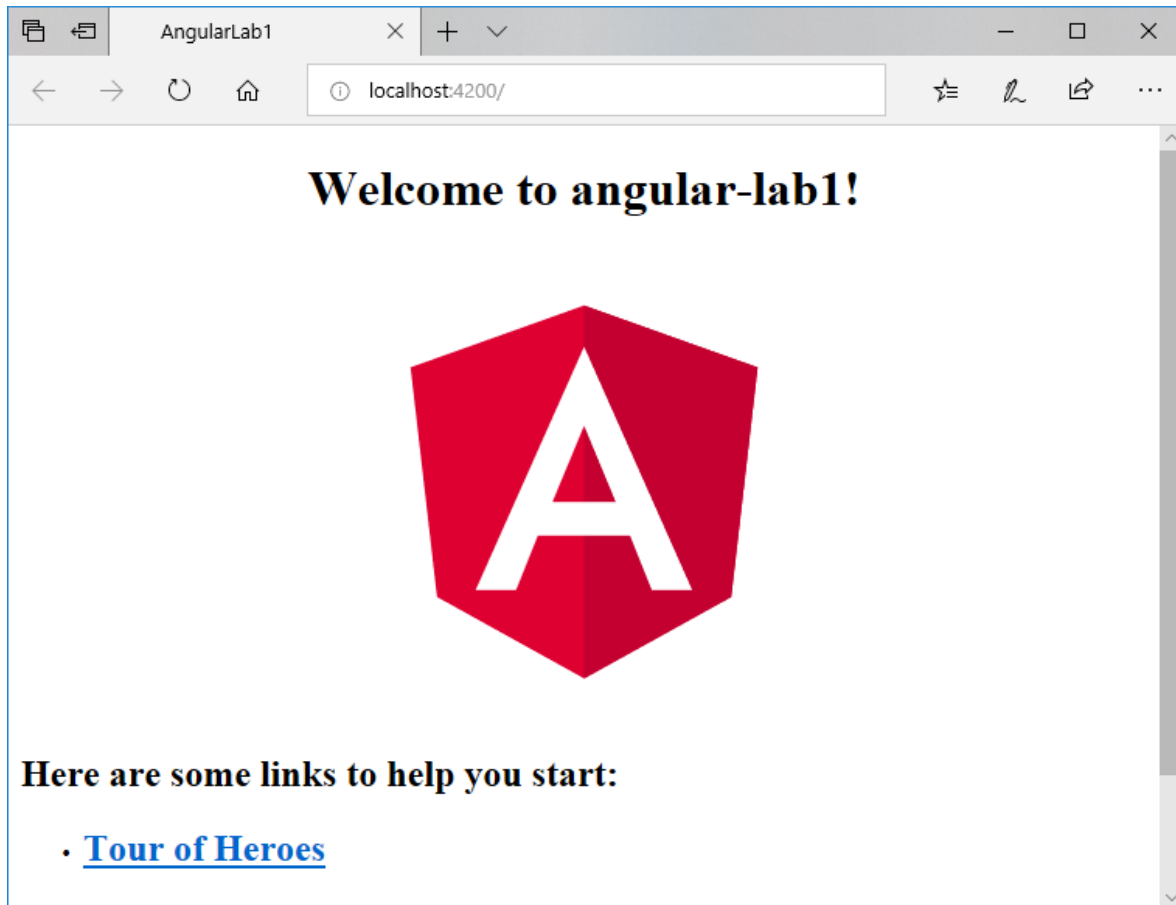 AngularLab1
localhost:4200/
Welcome to angular-lab1!
A
Here are some links to help you start:
• Tour of Heroes